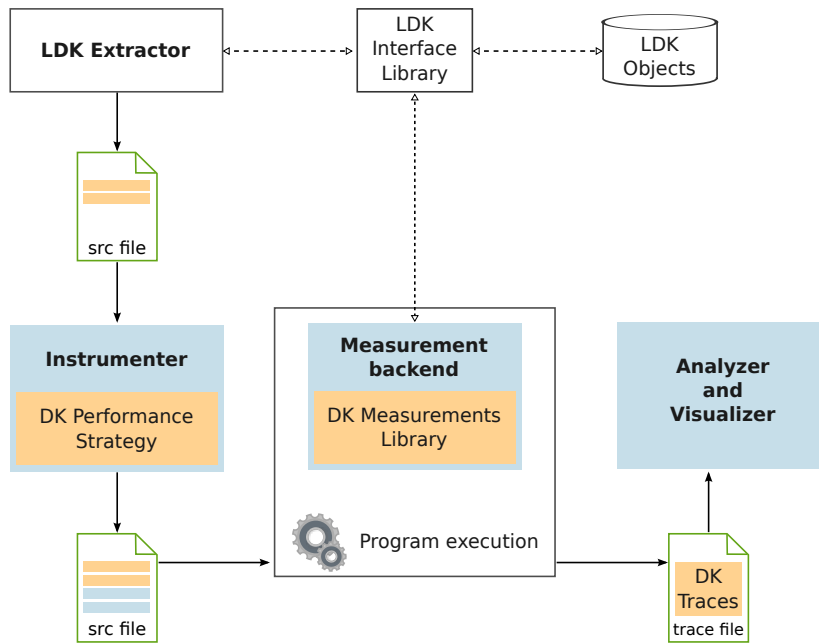 LDK Extractor
LDK
Interface
Library
LDK
Objects
src file
Instrumenter
DK Performance
Strategy
Measurement
backend
DK Measurements
Library
Analyzer
and
Visualizer
Program execution
src file
DK
Traces
trace file